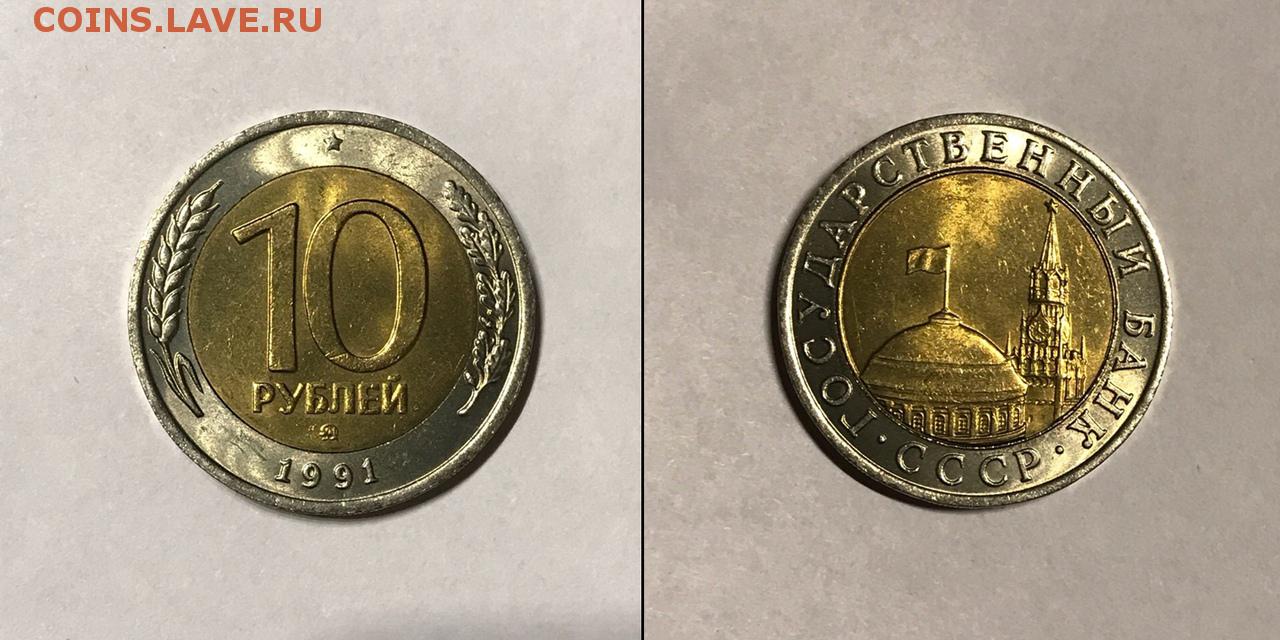 COINS.LAVE.RU
10
РУБЛЕЙ
1991
ГОСУДАРСТВЕННЫЙ БАНК
· СССР ·